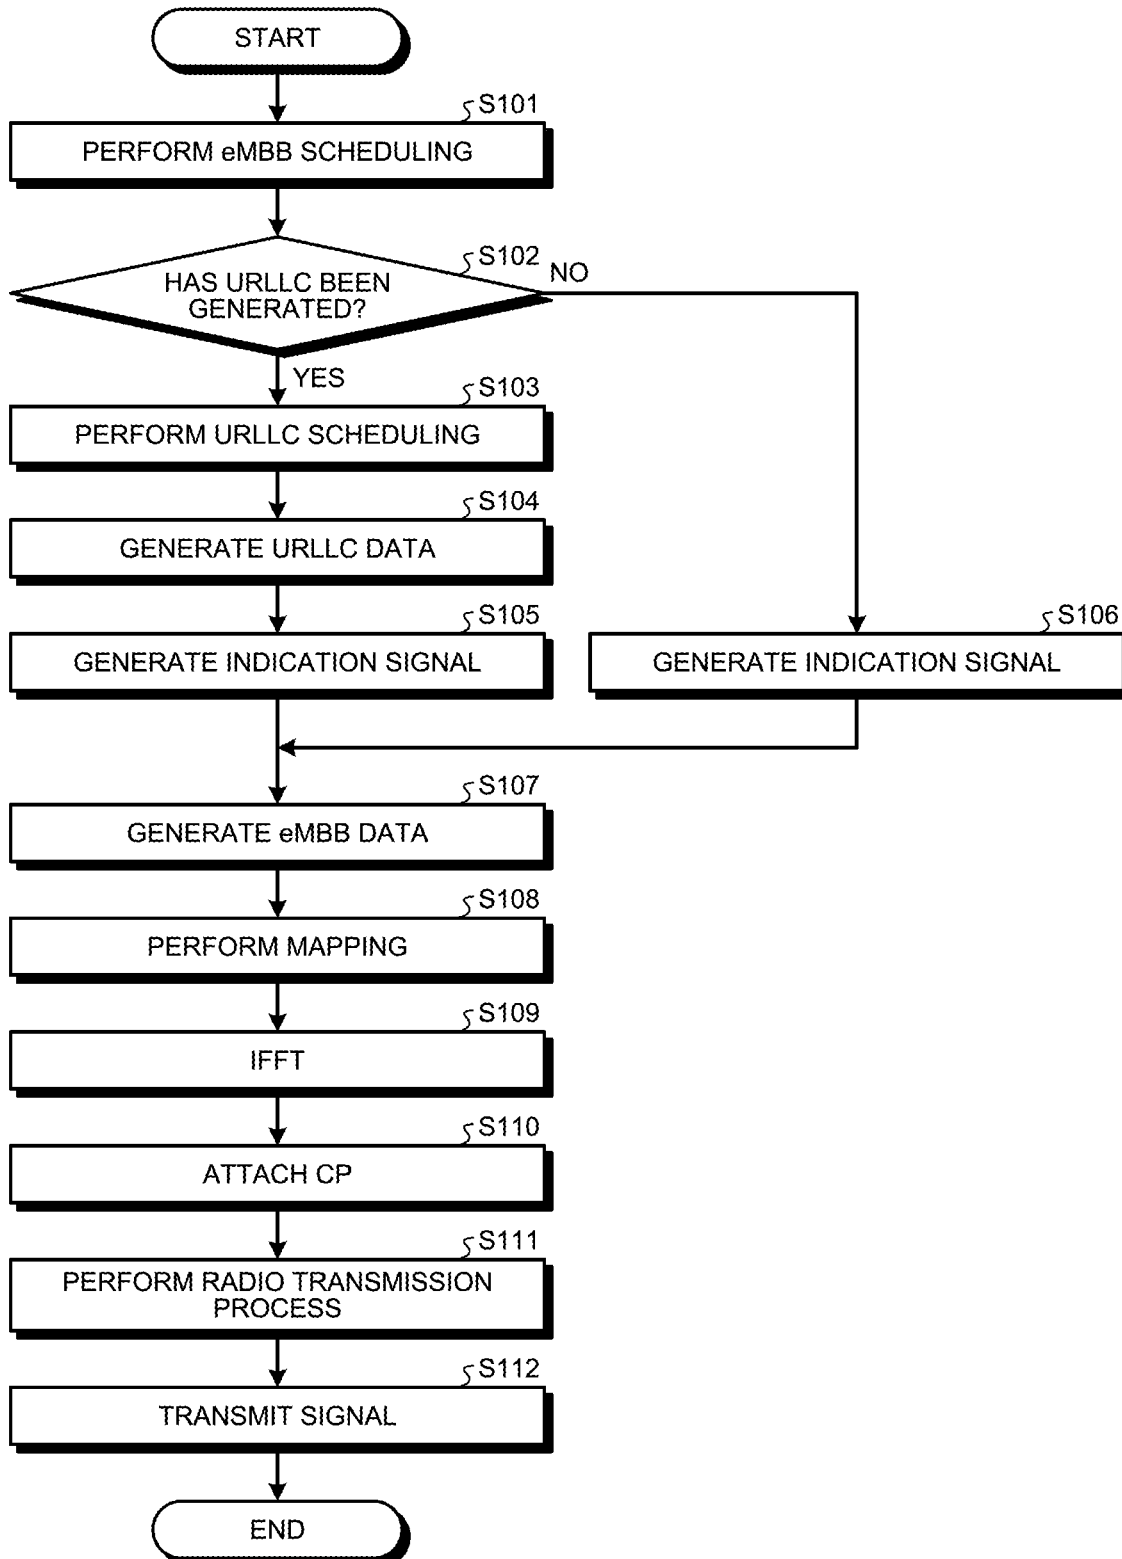 START
S101
PERFORM eMBB SCHEDULING
S102
HAS URLLC BEEN
GENERATED?
NO
YES
S103
PERFORM URLLC SCHEDULING
S104
GENERATE URLLC DATA
S105
GENERATE INDICATION SIGNAL
S106
GENERATE INDICATION SIGNAL
S107
GENERATE eMBB DATA
S108
PERFORM MAPPING
S109
IFFT
S110
ATTACH CP
S111
PERFORM RADIO TRANSMISSION
PROCESS
S112
TRANSMIT SIGNAL
END